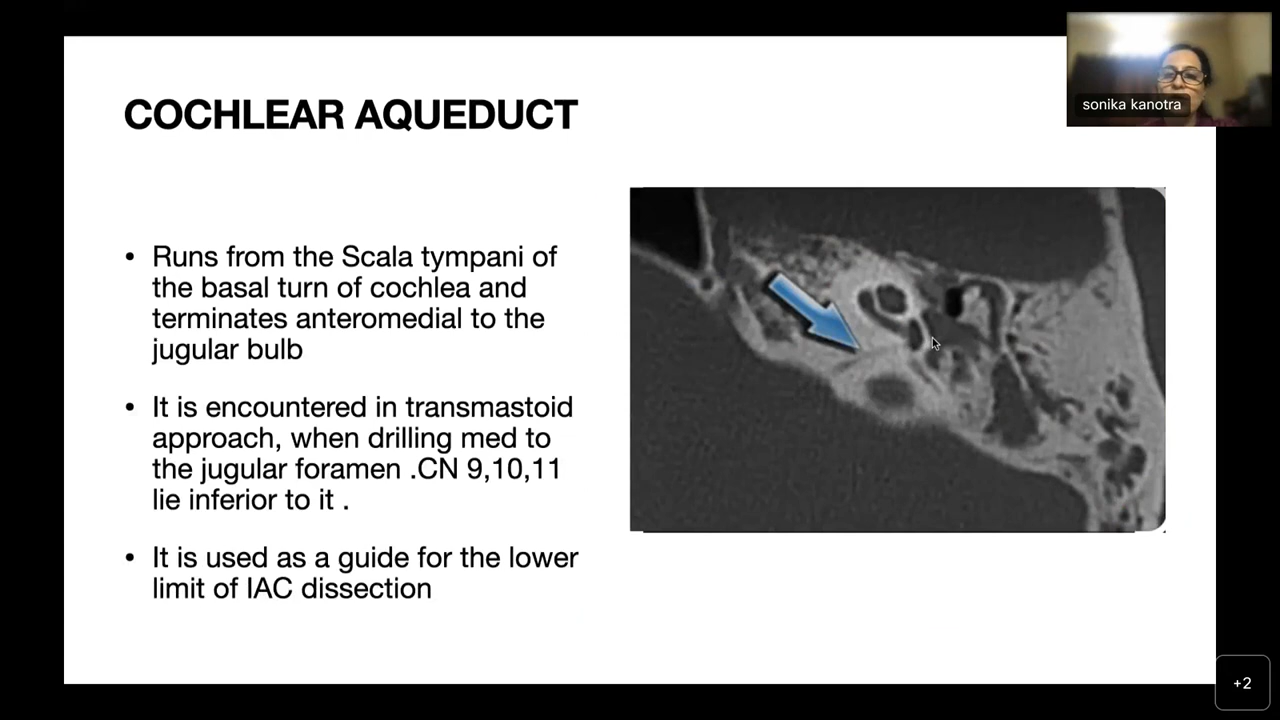 sonika kanotra
COCHLEAR AQUEDUCT
• Runs from the Scala tympani of
the basal turn of cochlea and
terminates anteromedial to the
jugular bulb
• It is encountered in transmastoid
approach, when drilling med to
the jugular foramen .CN 9,10,11
lie inferior to it .
• It is used as a guide for the lower
limit of IAC dissection
+2